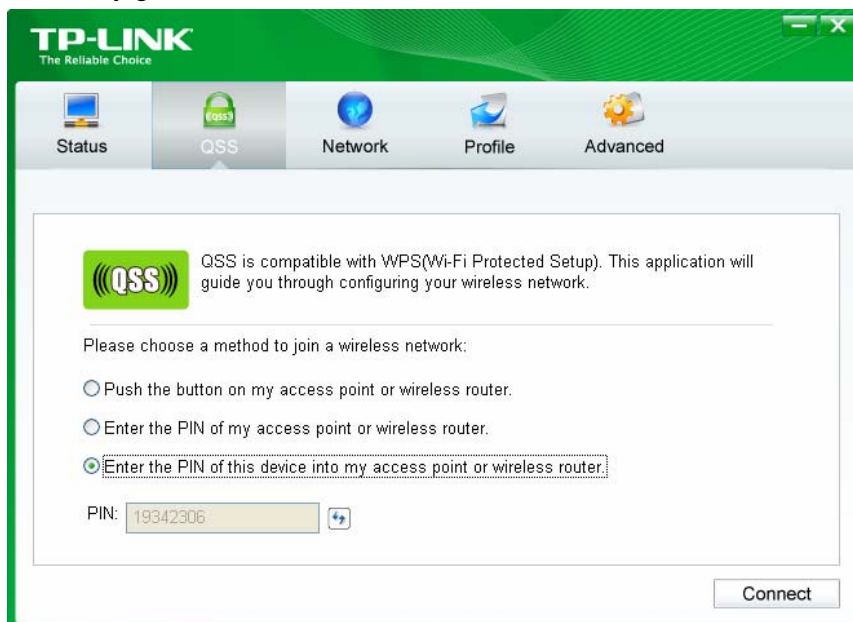 TP-LINK
The Reliable Choice
Status
QSS
Network
Profile
Advanced
(QSS)
(((QSS)))
QSS is compatible with WPS(Wi-Fi Protected Setup). This application will
guide you through configuring your wireless network.
Please choose a method to join a wireless network:
Push the button on my access point or wireless router.
Enter the PIN of my access point or wireless router.
Enter the PIN of this device into my access point or wireless router.
PIN: 19342306
Connect